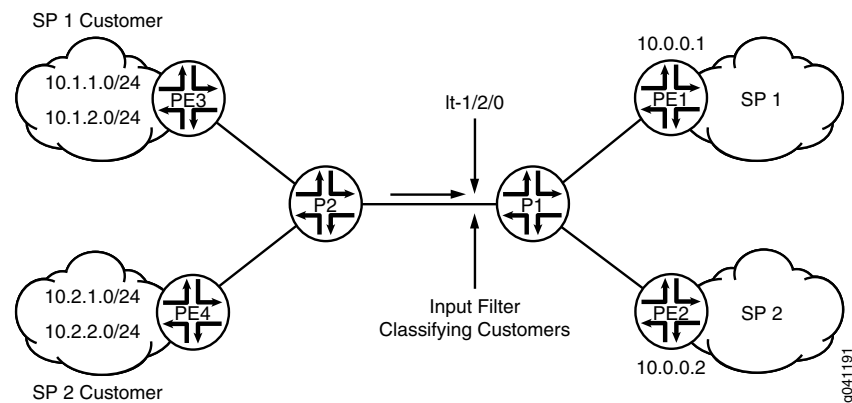 SP 1 Customer
10.1.1.0/24
10.1.2.0/24
PE3
lt-1/2/0
10.0.0.1
PE1
SP 1
P2
P1
10.2.1.0/24
10.2.2.0/24
PE4
SP 2 Customer
Input Filter
Classifying Customers
PE2
SP 2
10.0.0.2
g041191